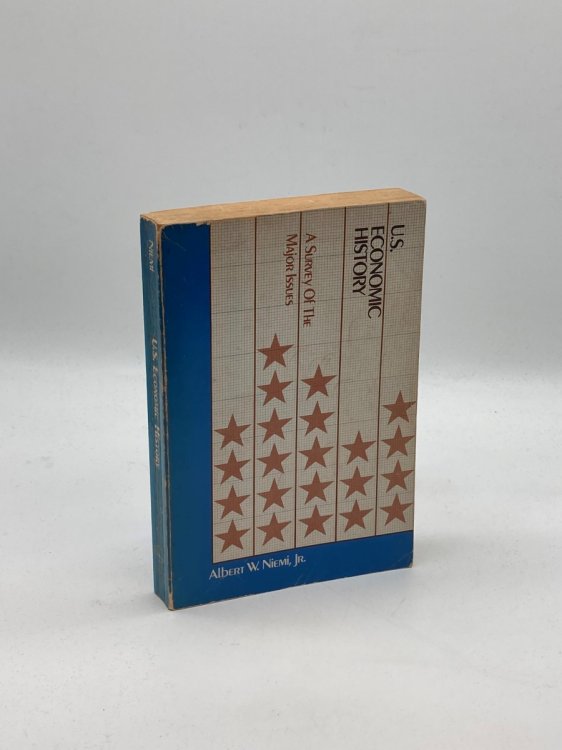 U.S.
ECONOMIC
HISTORY
A SURVEY OF THE
MAJOR ISSUES
ALBERT W. NIEMI, JR.
NIEMI
U.S. ECONOMIC HISTORY